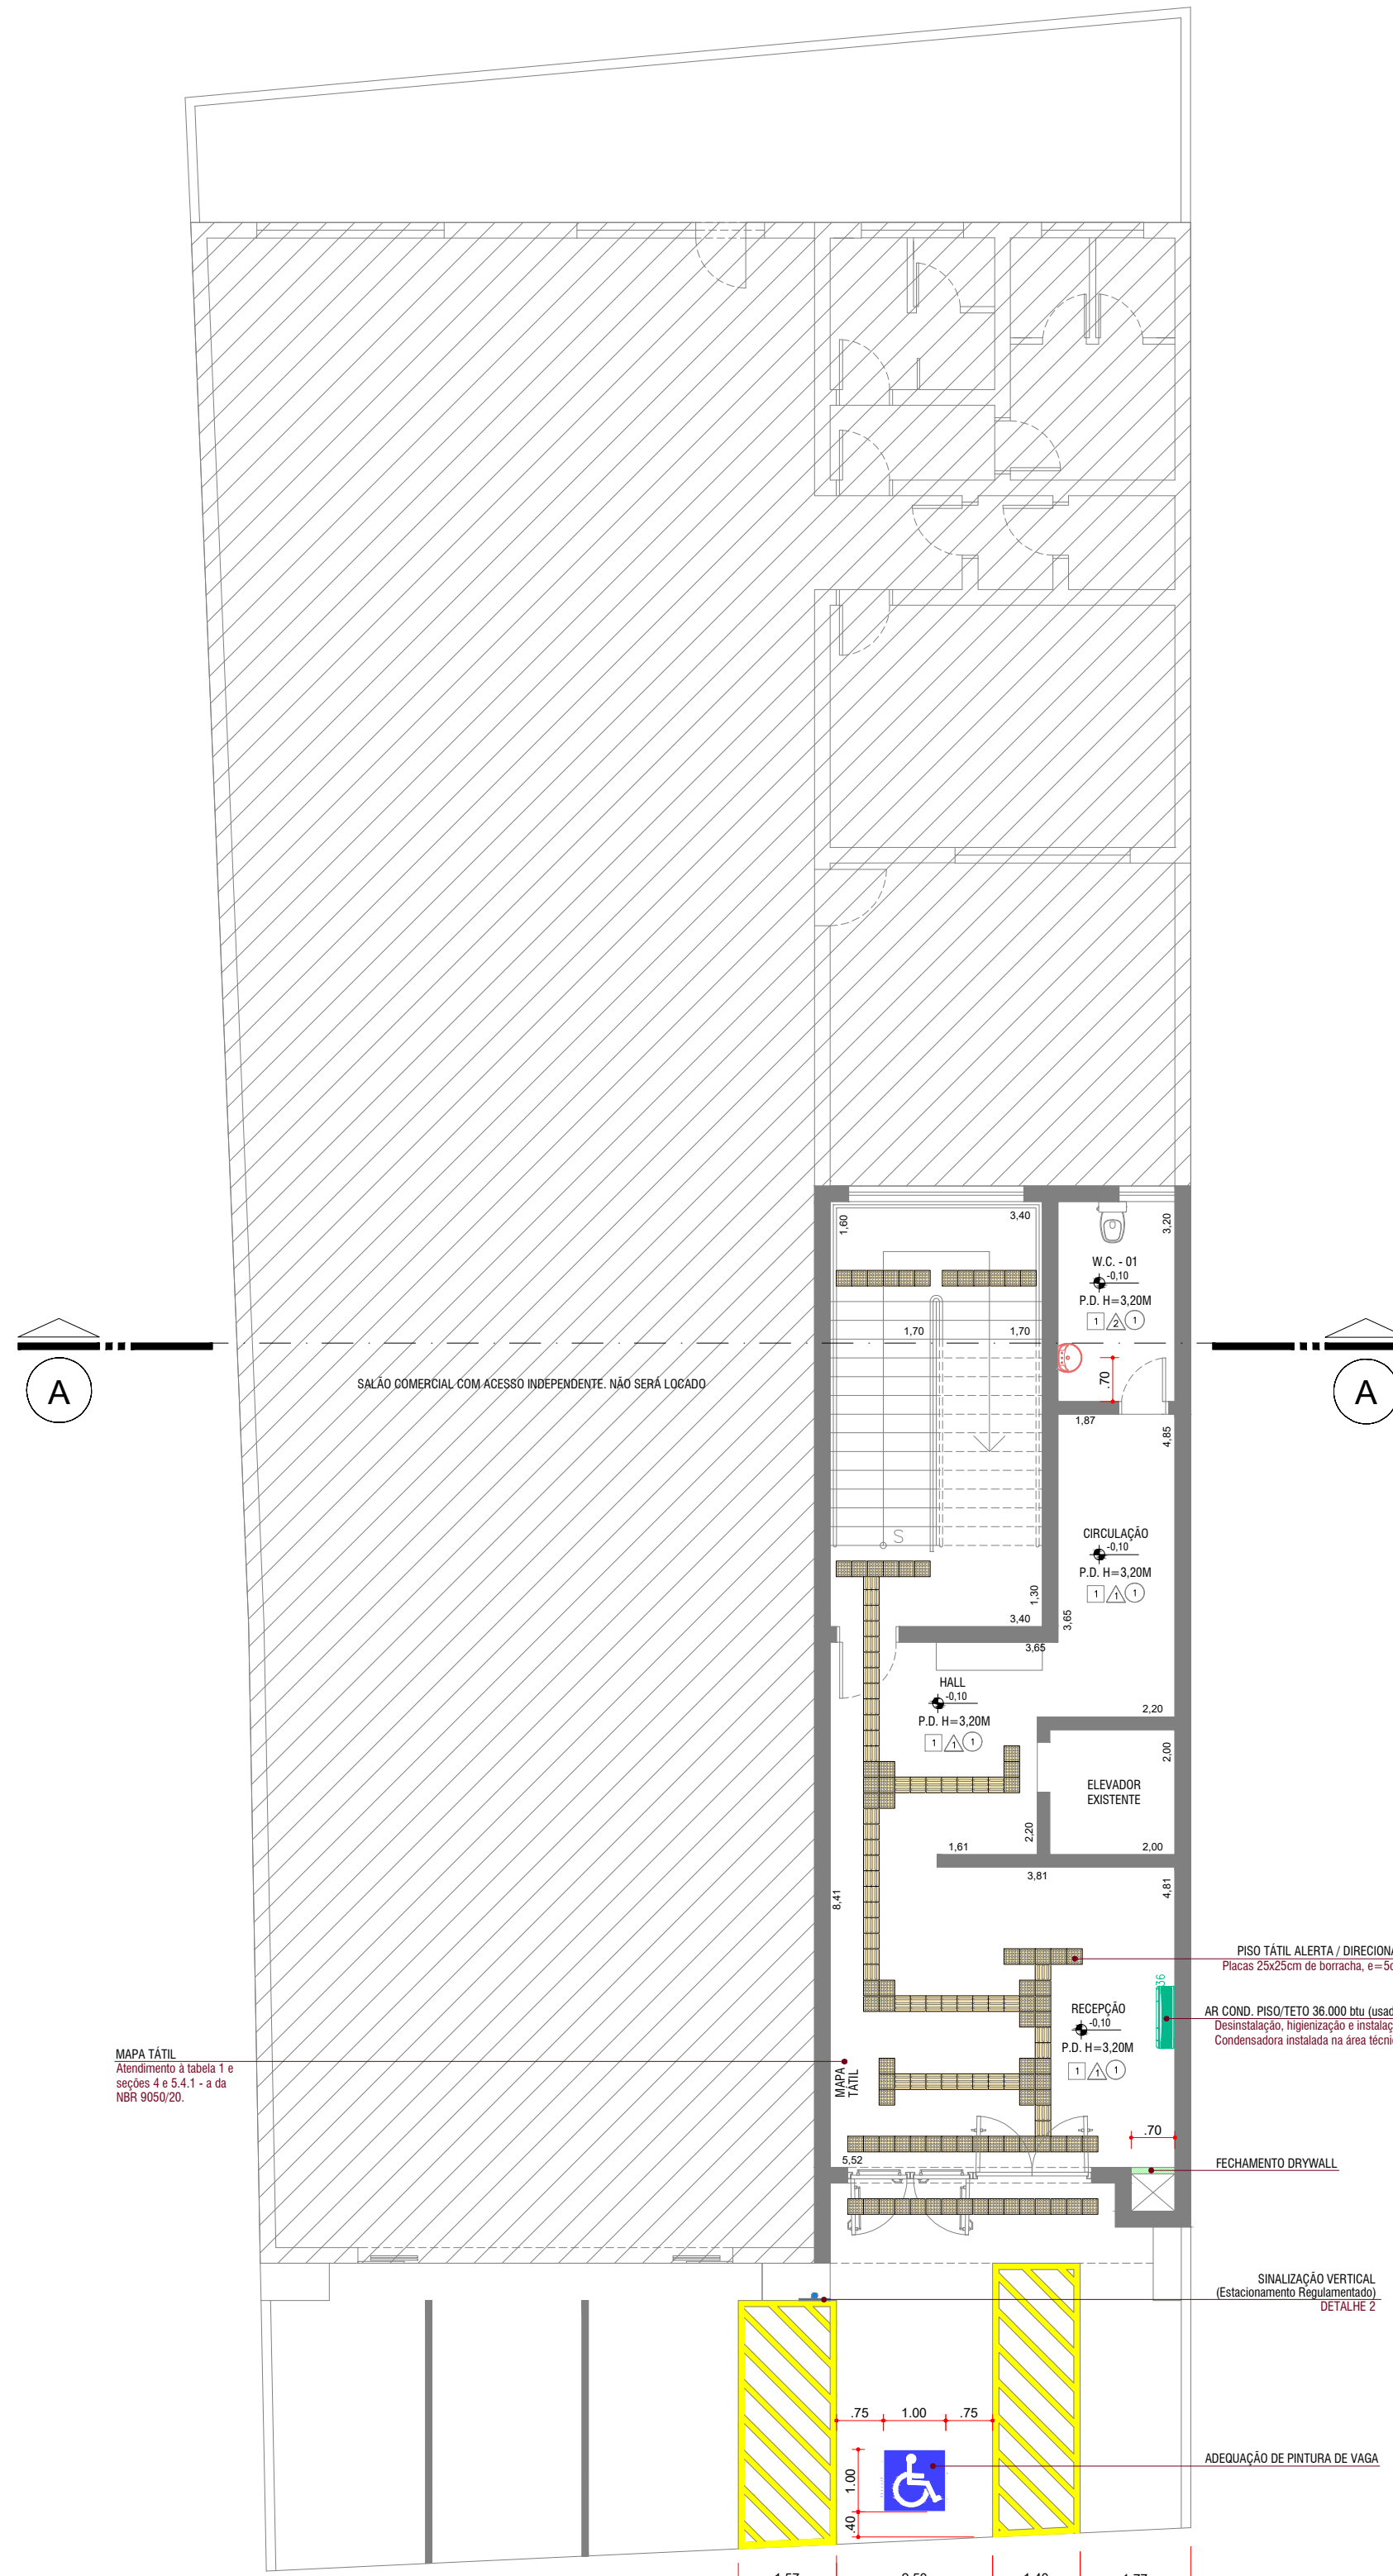 1,60
3,40
3,20
W.C. - 01
-0,10
P.D. H=3,20M
1 2 1
1,70
1,70
.70
A
A
SALÃO COMERCIAL COM ACESSO INDEPENDENTE. NÃO SERÁ LOCADO
1,87
4,85
S
CIRCULAÇÃO
-0,10
P.D. H=3,20M
1 1 1
1,30
3,40
3,65
3,65
HALL
-0,10
P.D. H=3,20M
1 1 1
2,20
2,00
ELEVADOR
EXISTENTE
2,20
1,61
2,00
3,81
8,41
4,81
PISO TÁTIL ALERTA / DIRECIONA
Placas 25x25cm de borracha, e=5c
36
RECEPÇÃO
-0,10
P.D. H=3,20M
1 1 1
AR COND. PISO/TETO 36.000 btu (usad
Desinstalação, higienização e instalaç
Condensadora instalada na área técni
MAPA TÁTIL
Atendimento à tabela 1 e
seções 4 e 5.4.1 - a da
NBR 9050/20.
MAPA
TÁTIL
.70
5,52
FECHAMENTO DRYWALL
SINALIZAÇÃO VERTICAL
(Estacionamento Regulamentado)
DETALHE 2
.75
1.00
.75
1.00
.40
ADEQUAÇÃO DE PINTURA DE VAGA